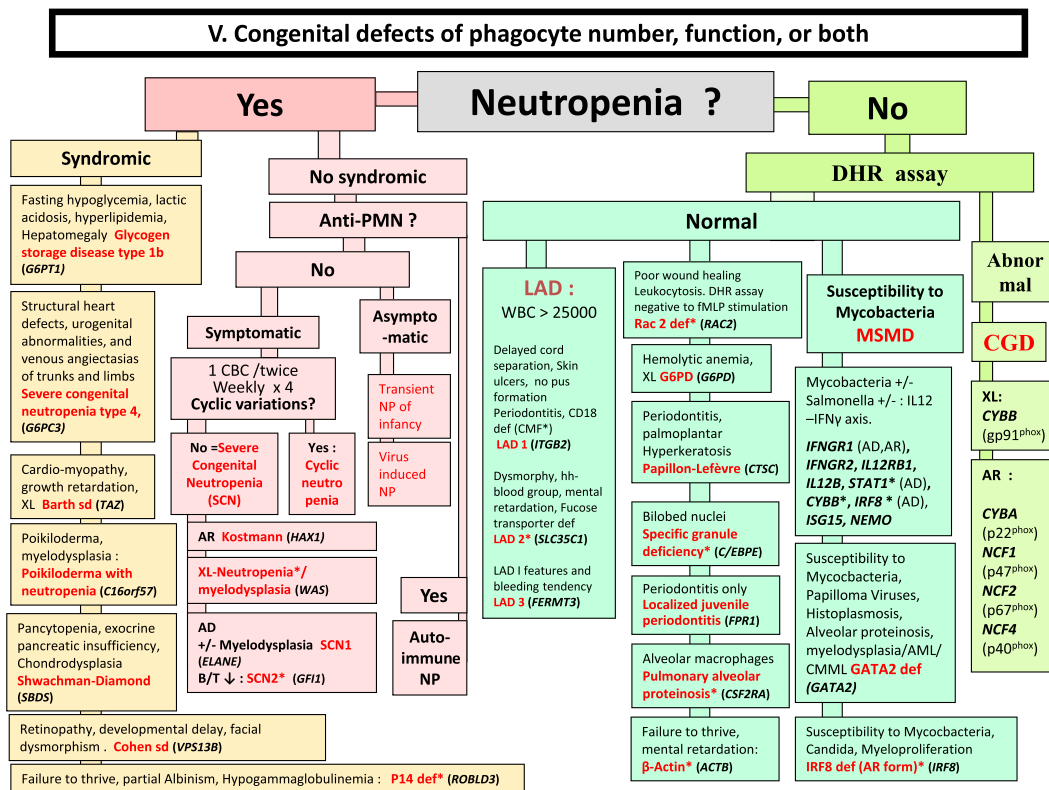 V. Congenital defects of phagocyte number, function, or both
Neutropenia ?
Yes
No
Syndromic
Fasting hypoglycemia, lactic
acidosis, hyperlipidemia,
Hepatomegaly Glycogen
storage disease type 1b
(G6PT1)
Structural heart
defects, urogenital
abnormalities, and
venous angiectasias
of trunks and limbs
Severe congenital
neutropenia type 4,
(G6PC3)
Cardio-myopathy,
growth retardation,
XL Barth sd (TAZ)
Poikiloderma,
myelodysplasia :
Poikiloderma with
neutropenia (C16orf57)
Pancytopenia, exocrine
pancreatic insufficiency,
Chondrodysplasia
Shwachman-Diamond
(SBDS)
Retinopathy, developmental delay, facial
dysmorphism . Cohen sd (VPS13B)
Failure to thrive, partial Albinism, Hypogammaglobulinemia : P14 def* (ROBLD3)
No syndromic
Anti-PMN ?
No
Symptomatic
1 CBC /twice
Weekly x 4
Cyclic variations?
No =Severe
Congenital
Neutropenia
(SCN)
Yes :
Cyclic
neutro
penia
AR Kostmann (HAX1)
XL-Neutropenia*/
myelodysplasia (WAS)
AD
+/- Myelodysplasia SCN1
(ELANE)
B/T ↓ : SCN2* (GFI1)
Asympto
-matic
Transient
NP of
infancy
Virus
induced
NP
Yes
Auto-
immune
NP
DHR assay
Normal
LAD :
WBC > 25000
Delayed cord
separation, Skin
ulcers, no pus
formation
Periodontitis, CD18
def (CMF*)
LAD 1 (ITGB2)
Dysmorphy, hh-
blood group, mental
retardation, Fucose
transporter def
LAD 2* (SLC35C1)
LAD I features and
bleeding tendency
LAD 3 (FERMT3)
Poor wound healing
Leukocytosis. DHR assay
negative to fMLP stimulation
Rac 2 def* (RAC2)
Hemolytic anemia,
XL G6PD (G6PD)
Periodontitis,
palmoplantar
Hyperkeratosis
Papillon-Lefèvre (CTSC)
Bilobed nuclei
Specific granule
deficiency* (C/EBPE)
Periodontitis only
Localized juvenile
periodontitis (FPR1)
Alveolar macrophages
Pulmonary alveolar
proteinosis* (CSF2RA)
Failure to thrive,
mental retardation:
β-Actin* (ACTB)
Susceptibility to
Mycobacteria
MSMD
Mycobacteria +/-
Salmonella +/- : IL12
–IFNγ axis.
IFNGR1 (AD,AR),
IFNGR2, IL12RB1,
IL12B, STAT1* (AD),
CYBB*, IRF8 * (AD),
ISG15, NEMO
Susceptibility to
Mycobacteria,
Papilloma Viruses,
Histoplasmosis,
Alveolar proteinosis,
myelodysplasia/AML/
CMML GATA2 def
(GATA2)
Susceptibility to Mycobacteria,
Candida, Myeloproliferation
IRF8 def (AR form)* (IRF8)
Abnor
mal
CGD
XL:
CYBB
(gp91phox)
AR :
CYBA
(p22phox)
NCF1
(p47phox)
NCF2
(p67phox)
NCF4
(p40phox)